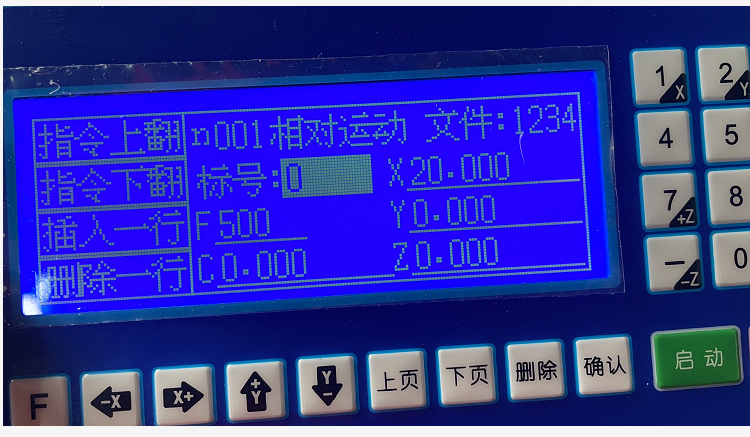 指令上翻 n001 相对运动 文件:1234
指令下翻 标号:0 X20.000
插入一行 F500 Y0.000
删除一行 C0.000 Z0.000
1 X 2 Y
4 5
7 +Z 8
— -Z 0
F -X X+ +Y Y- 上页 下页 删除 确认 启动